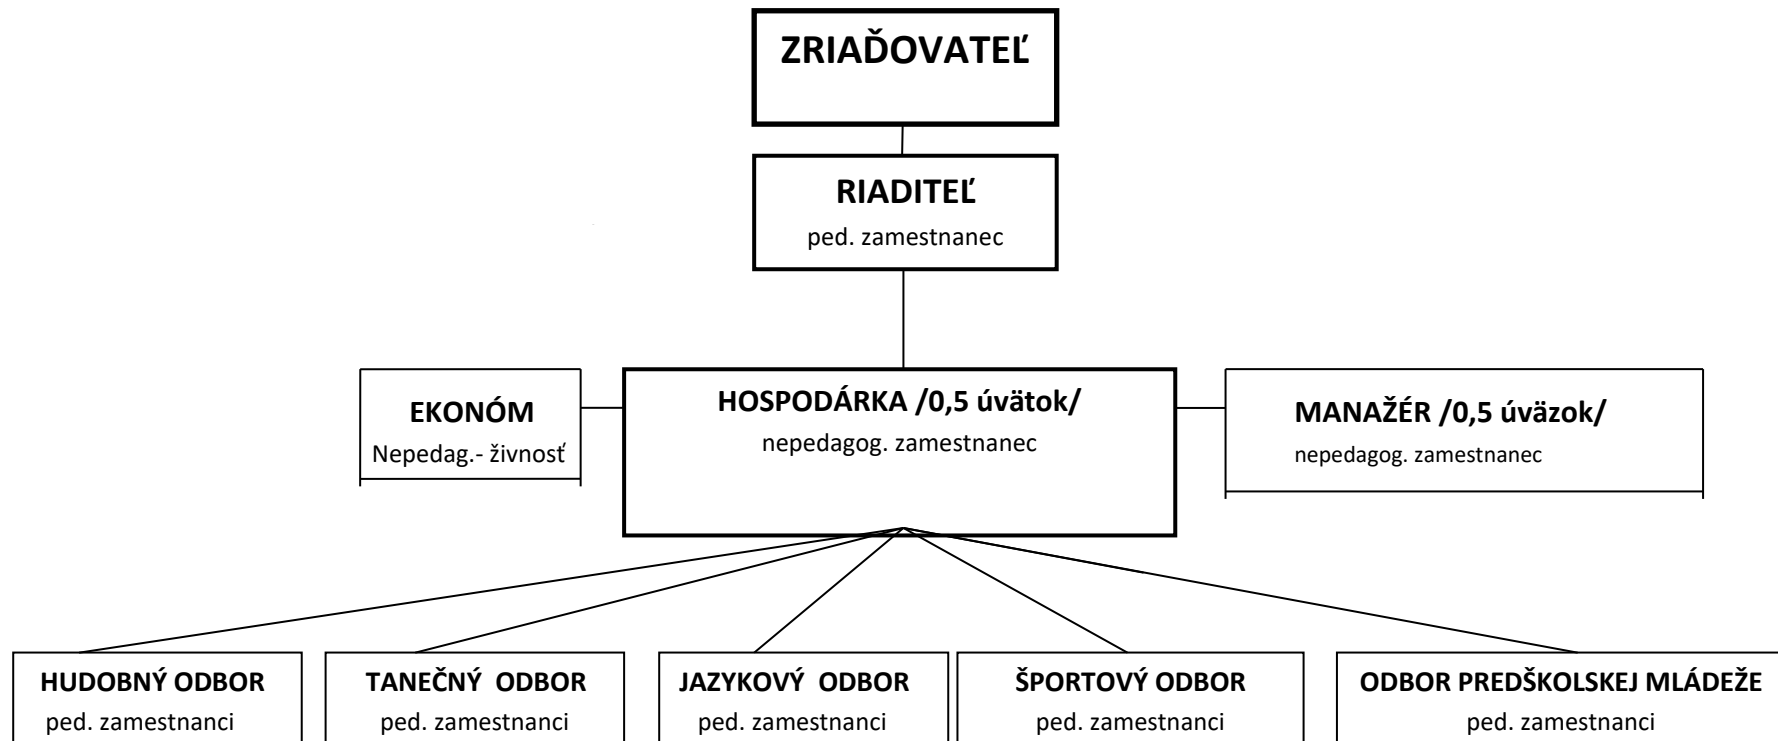 ZRIAĎOVATEĽ
RIADITEĽ
ped. zamestnanec
EKONÓM
Nepedag.- živnosť
HOSPODÁRKA /0,5 úvätok/
nepedagog. zamestnanec
MANAŽÉR /0,5 úväzok/
nepedagog. zamestnanec
HUDOBNÝ ODBOR
ped. zamestnanci
TANEČNÝ  ODBOR
ped. zamestnanci
JAZYKOVÝ  ODBOR
ped. zamestnanci
ŠPORTOVÝ ODBOR
ped. zamestnanci
ODBOR PREDŠKOLSKEJ MLÁDEŽE
ped. zamestnanci